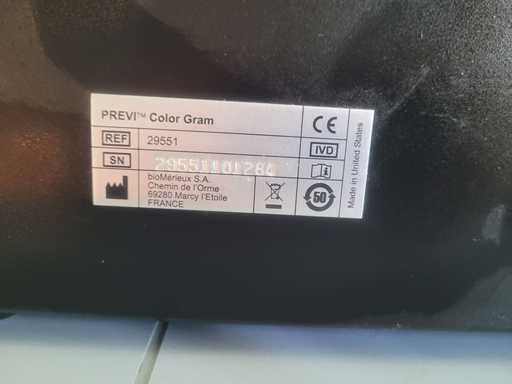 PREVI™ Color Gram
REF 29551
SN
bioMérieux S.A.
Chemin de l'Orme
69280 Marcy l'Etoile
FRANCE
CE
IVD
50
Made in United States